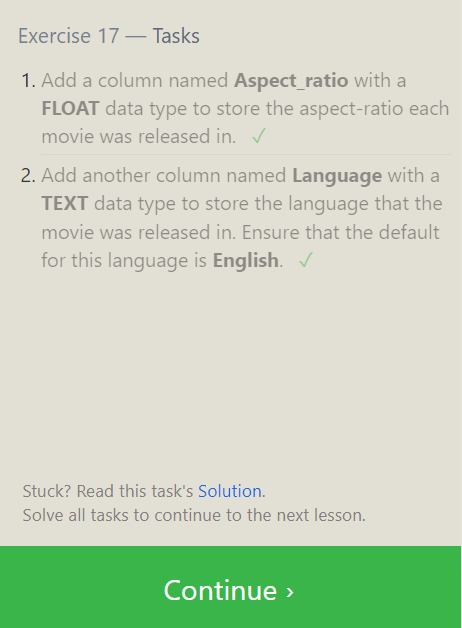 Exercise 17 — Tasks
1. Add a column named Aspect_ratio with a
FLOAT data type to store the aspect-ratio each
movie was released in. ✓
2. Add another column named Language with a
TEXT data type to store the language that the
movie was released in. Ensure that the default
for this language is English. ✓
Stuck? Read this task's Solution.
Solve all tasks to continue to the next lesson.
Continue ›